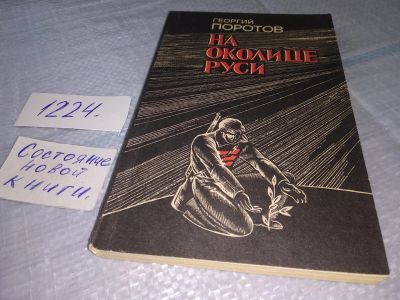 ГЕОРГИЙ
ПОРОТОВ
НА
ОКОЛИЦЕ
РУСИ
1224.
Состояние
новой
книги.